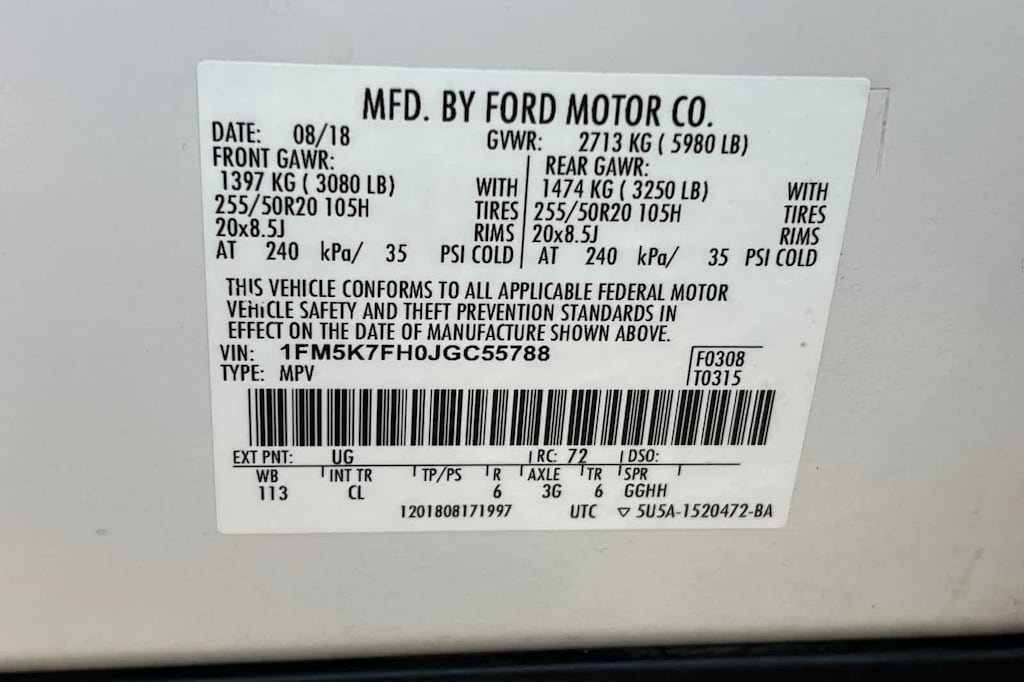 MFD. BY FORD MOTOR CO.
DATE: 08/18 GVWR: 2713 KG ( 5980 LB)
FRONT GAWR: REAR GAWR:
1397 KG ( 3080 LB) WITH 1474 KG ( 3250 LB) WITH
255/50R20 105H TIRES 255/50R20 105H TIRES
20x8.5J RIMS 20x8.5J RIMS
AT 240 kPa/ 35 PSI COLD AT 240 kPa/ 35 PSI COLD
THIS VEHICLE CONFORMS TO ALL APPLICABLE FEDERAL MOTOR
VEHICLE SAFETY AND THEFT PREVENTION STANDARDS IN
EFFECT ON THE DATE OF MANUFACTURE SHOWN ABOVE.
VIN: 1FM5K7FH0JGC55788 F0308
TYPE: MPV T0315
EXT PNT: UG RC: 72 DSO:
WB INT TR TP/PS R AXLE TR SPR
113 CL 6 3G 6 GGHH
1201808171997 UTC ▽ 5U5A-1520472-BA